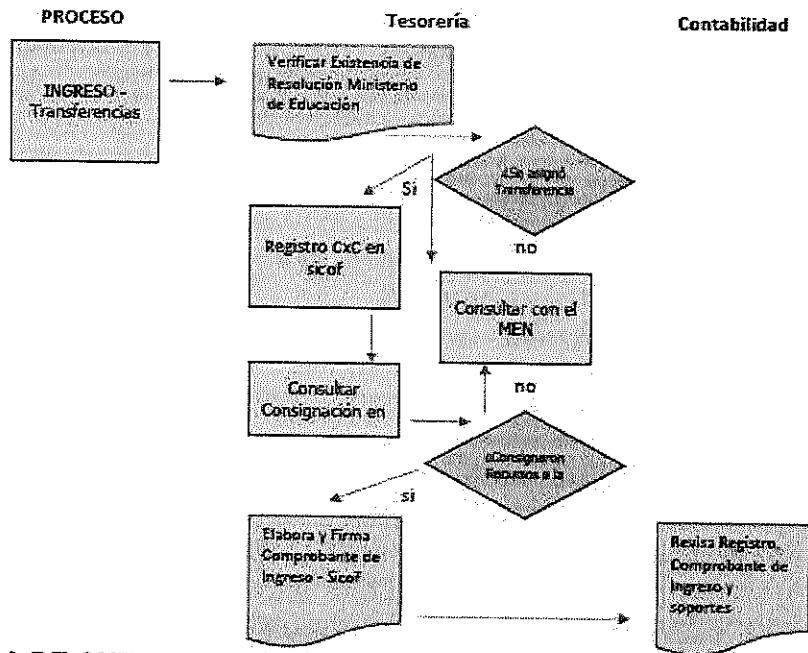 PROCESO
Tesorería
Contabilidad
INGRESO -
Transferencias
Verificar Existencia de
Resolución Ministerio
de Educación
¿Se asignó
Transferencia
Si
no
Registro CxC en
sicof
Consultar con el
MEN
Consultar
Consignación en
no
¿Consignaron
Recursos a la
si
Elabora y Firma
Comprobante de
Ingreso - Sicof
Revisa Registro,
Comprobante de
Ingreso y
soportes